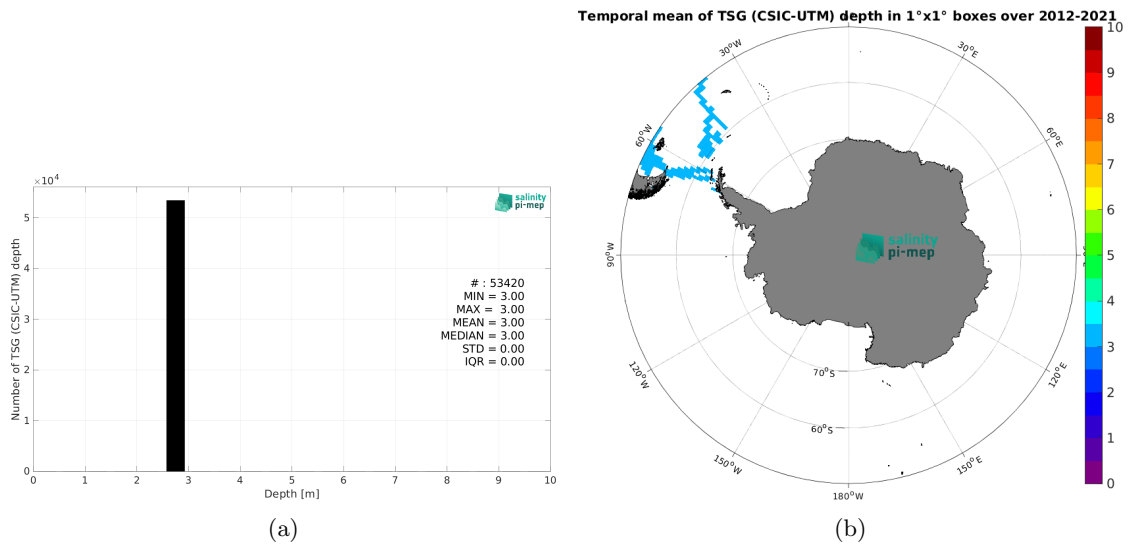 ×10⁴
5
4
3
2
1
0
Number of TSG (CSIC-UTM) depth
salinity
pi-mep
# : 53420
MIN = 3.00
MAX =  3.00
MEAN = 3.00
MEDIAN = 3.00
STD = 0.00
IQR = 0.00
0 1 2 3 4 5 6 7 8 9 10
Depth [m]
(a)
Temporal mean of TSG (CSIC-UTM) depth in 1°x1° boxes over 2012-2021
30°W
30°E
60°W
60°E
90°W
salinity
pi-mep
120°W
70°S
120°E
60°S
150°W
150°E
180°W
10
9
8
7
6
5
4
3
2
1
0
(b)